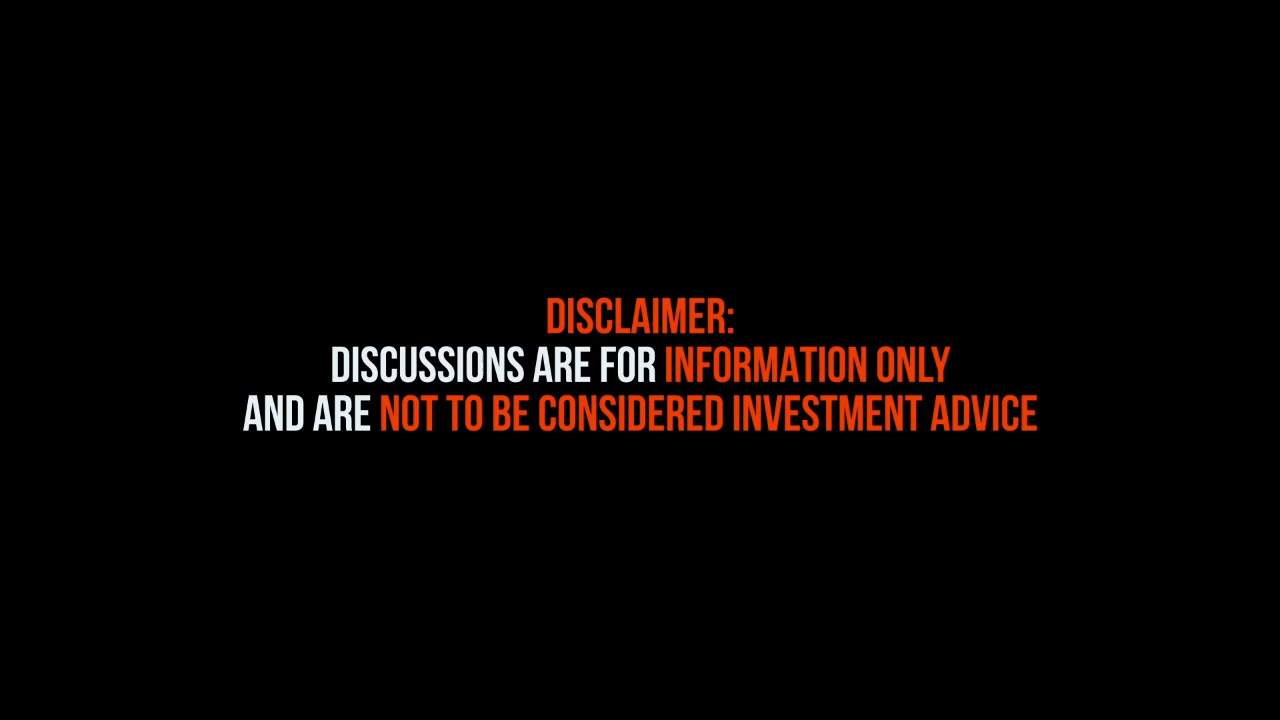 DISCLAIMER:
DISCUSSIONS ARE FOR INFORMATION ONLY
AND ARE NOT TO BE CONSIDERED INVESTMENT ADVICE